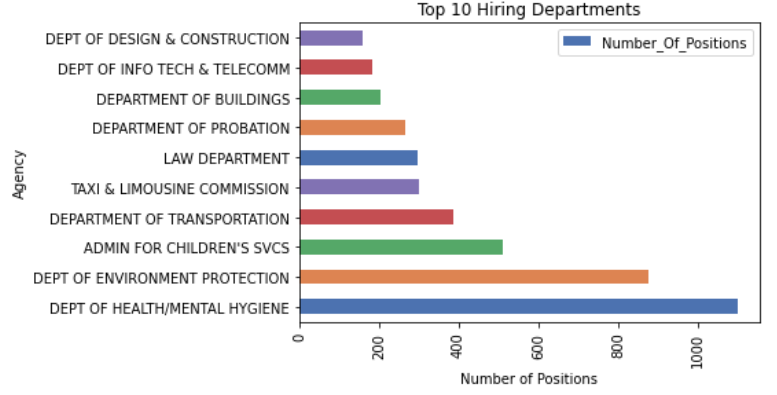 Top 10 Hiring Departments
Number_Of_Positions
Agency
DEPT OF DESIGN & CONSTRUCTION
DEPT OF INFO TECH & TELECOMM
DEPARTMENT OF BUILDINGS
DEPARTMENT OF PROBATION
LAW DEPARTMENT
TAXI & LIMOUSINE COMMISSION
DEPARTMENT OF TRANSPORTATION
ADMIN FOR CHILDREN'S SVCS
DEPT OF ENVIRONMENT PROTECTION
DEPT OF HEALTH/MENTAL HYGIENE
0
200
400
600
800
1000
Number of Positions